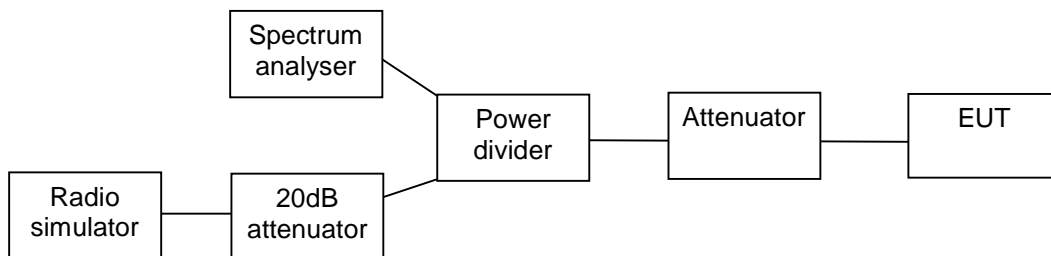 Spectrum
analyser
Power
divider
Attenuator
EUT
Radio
simulator
20dB
attenuator